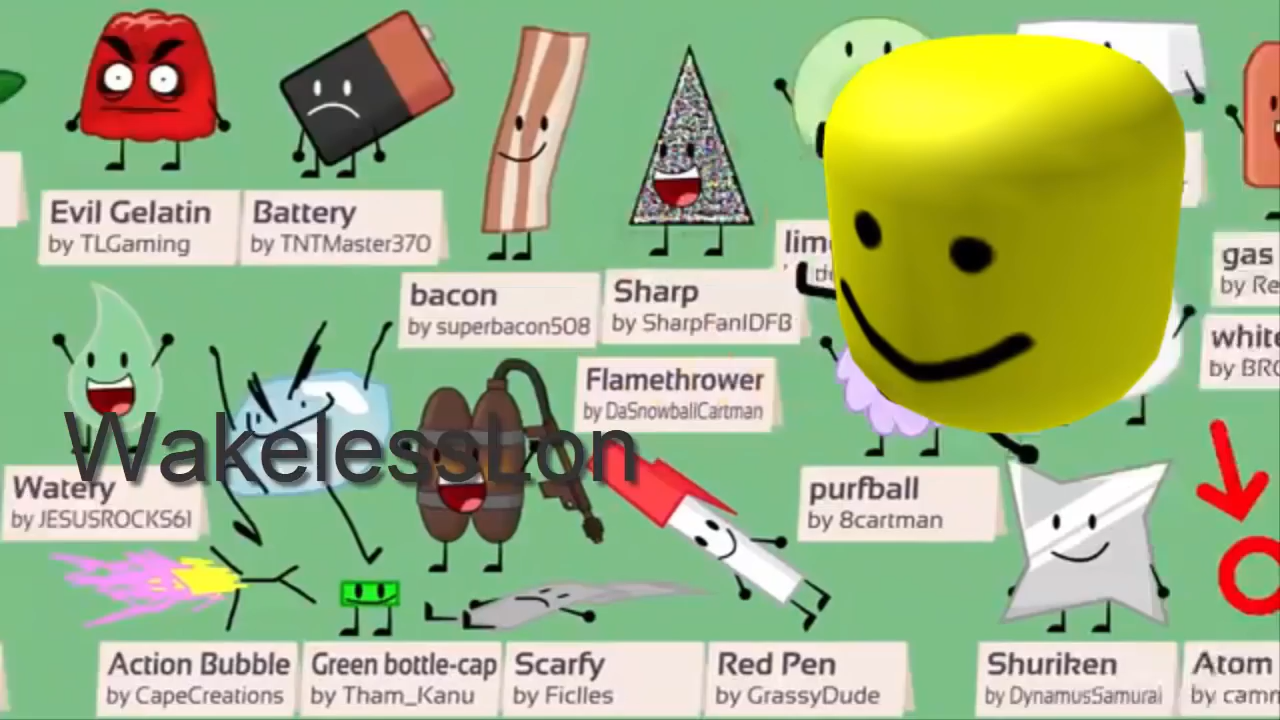 Evil Gelatin
by TLGaming
Battery
by TNTMaster370
bacon
by superbacon508
Sharp
by SharpFanIDFB
gas
Flamethrower
by DaSnowballCartman
WakelessLon
Watery
by JESUSROCKS61
purfball
by 8cartman
Action Bubble
by CapeCreations
Green bottle-cap
by Tham_Kanu
Scarfy
by Ficlles
Red Pen
by GrassyDude
Shuriken
by DynamusSamurai
Atom
by